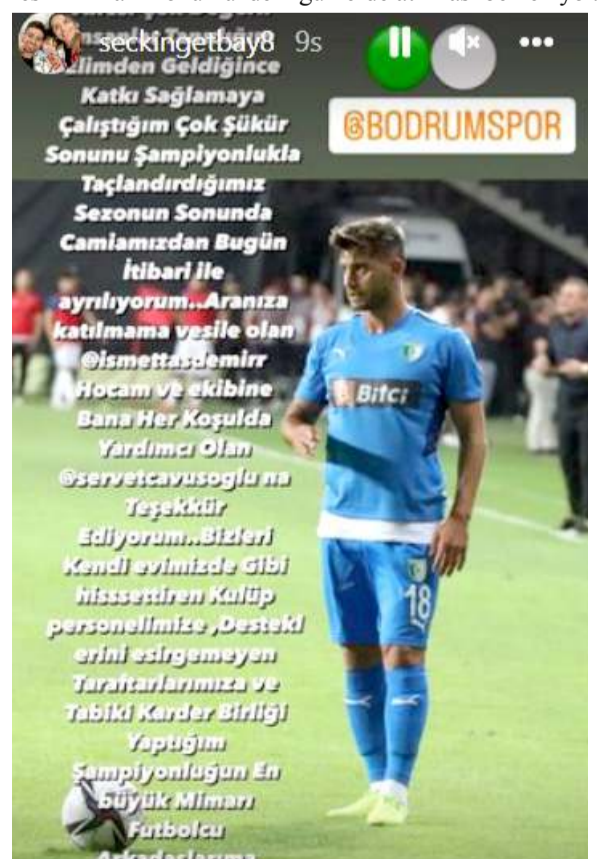 seckingetbay8 9s
Elimden Geldiğince
Katkı Sağlamaya
Çalıştığım Çok Şükür
Sonunu Şampiyonlukla
Taçlandırdığımız
Sezonun Sonunda
Camiamızdan Bugün
İtibari ile
ayrılıyorum..Aranıza
katılmama vesile olan
@ismettasdemirr
Hocam ve ekibine
Bana Her Koşulda
Yardımcı Olan
@servetcavusoglu na
Teşekkür
Ediyorum..Bizleri
Kendi evimizde Gibi
hisssettiren Kulüp
personelimize ,Destekl
erini esirgemeyen
Taraftarlarımıza ve
Tabiki Karder Birliği
Yaptığım
Şampiyonluğun En
büyük Mimarı
Futbolcu
Arkadaşlarıma
@BODRUMSPOR
Bitci
18